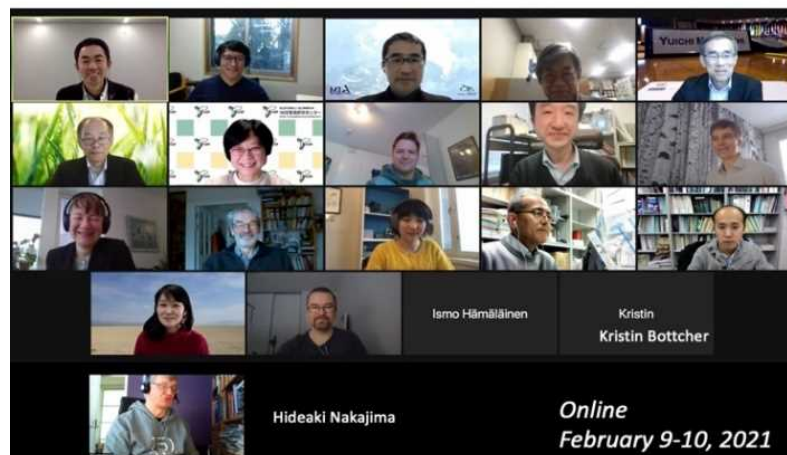 Ismo Hämäläinen
Kristin
Kristin Bottcher
Hideaki Nakajima
Online
February 9-10, 2021